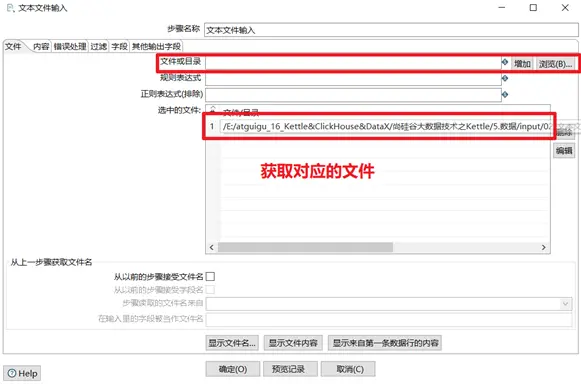 文本文件输入
步骤名称 文本文件输入
文件 内容 错误处理 过滤 字段 其他输出字段
文件或目录 增加 浏览(B)...
规则表达式
正则表达式(排除)
选中的文件: 文件/目录
1 /E:/atguigu_16_Kettle&ClickHouse&DataX/尚硅谷大数据技术之Kettle/5.数据/input/02
删除
编辑
获取对应的文件
从上一步骤获取文件名
从以前的步骤接受文件名
从以前的步骤接受字段名
步骤读取的文件名来自
在输入里的字段被当作文件名
显示文件名... 显示文件内容 显示来自第一条数据行的内容
Help 确定(O) 预览记录 取消(C)